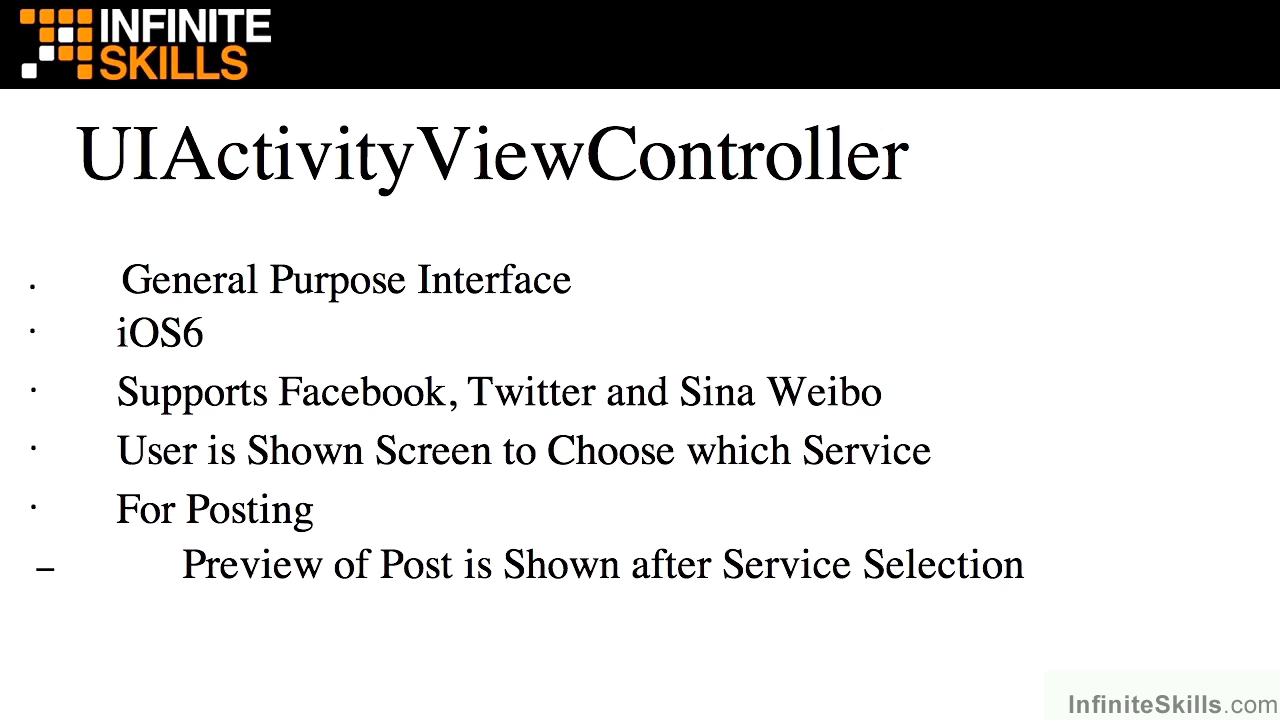 INFINITE
SKILLS
UIActivityViewController
· General Purpose Interface
· iOS6
· Supports Facebook, Twitter and Sina Weibo
· User is Shown Screen to Choose which Service
· For Posting
– Preview of Post is Shown after Service Selection
InfiniteSkills.com